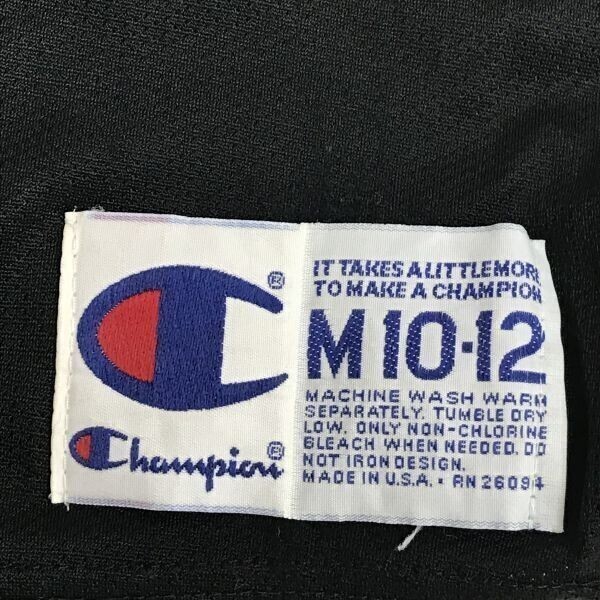 ®
Champion®
IT TAKES A LITTLE MORE
TO MAKE A CHAMPION
M 10-12
MACHINE WASH WARM
SEPARATELY. TUMBLE DRY
LOW. ONLY NON-CHLORINE
BLEACH WHEN NEEDED. DO
NOT IRON DESIGN.
MADE IN U.S.A. • RN 26094